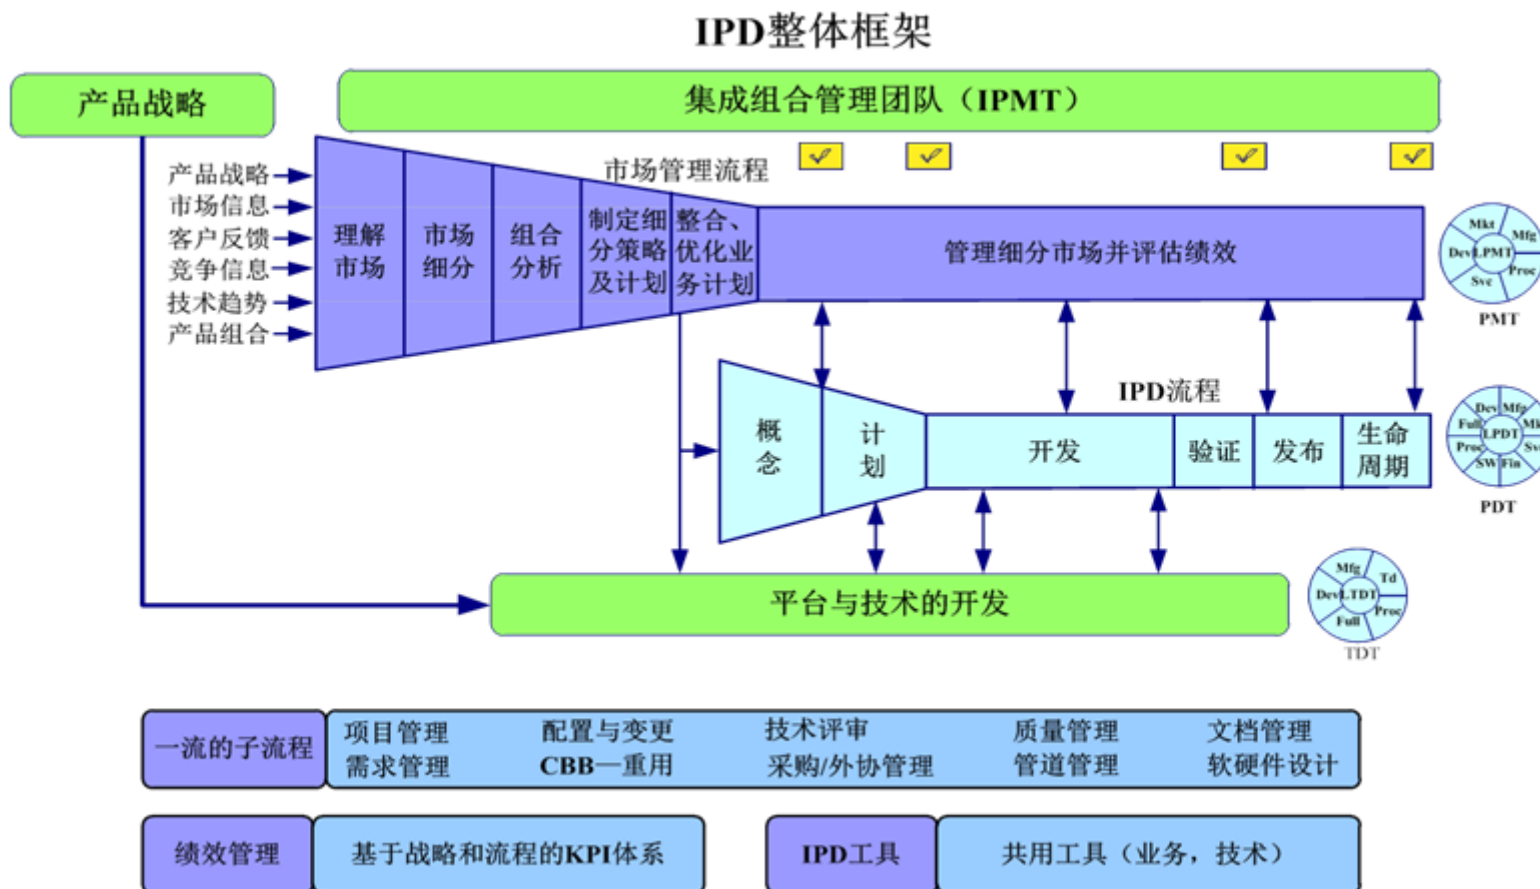 IPD整体框架
产品战略
集成组合管理团队（IPMT）
市场管理流程
产品战略
市场信息
客户反馈
竞争信息
技术趋势
产品组合
理解
市场
市场
细分
组合
分析
制定细
分策略
及计划
整合、
优化业
务计划
管理细分市场并评估绩效
Mkt
Mfg
Dev
LPMT
Proc
Svc
PMT
IPD流程
概
念
计
划
开发
验证
发布
生命
周期
Dev
Mfg
Full
LPDT
Proc
SW
Fin
PDT
平台与技术的开发
Mfg
Td
Dev
LTDT
Proc
Full
TDT
一流的子流程
项目管理 配置与变更 技术评审 质量管理 文档管理
需求管理 CBB—重用 采购/外协管理 管道管理 软硬件设计
绩效管理
基于战略和流程的KPI体系
IPD工具
共用工具（业务，技术）